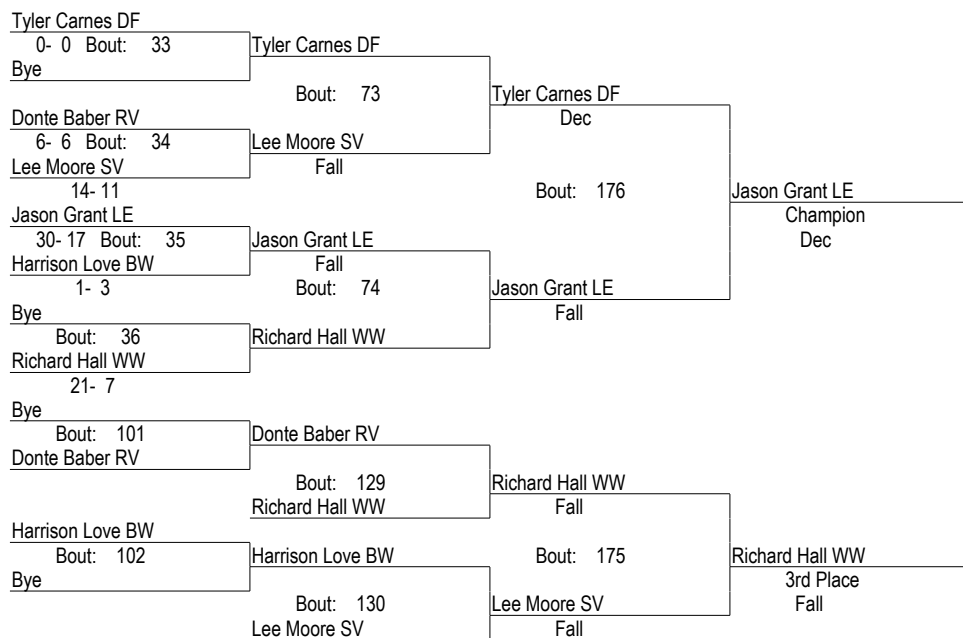 Tyler Carnes DF
0- 0 Bout: 33 Tyler Carnes DF
Bye
Bout: 73 Tyler Carnes DF
Donte Baber RV Dec
6- 6 Bout: 34 Lee Moore SV
Lee Moore SV Fall
14- 11 Bout: 176 Jason Grant LE
Jason Grant LE Champion
30- 17 Bout: 35 Jason Grant LE Dec
Harrison Love BW Fall
1- 3 Bout: 74 Jason Grant LE
Bye Fall
Bout: 36 Richard Hall WW
Richard Hall WW
21- 7
Bye
Bout: 101 Donte Baber RV
Donte Baber RV
Bout: 129 Richard Hall WW
Richard Hall WW Fall
Harrison Love BW
Bout: 102 Harrison Love BW Bout: 175 Richard Hall WW
Bye 3rd Place
Bout: 130 Lee Moore SV Fall
Lee Moore SV Fall